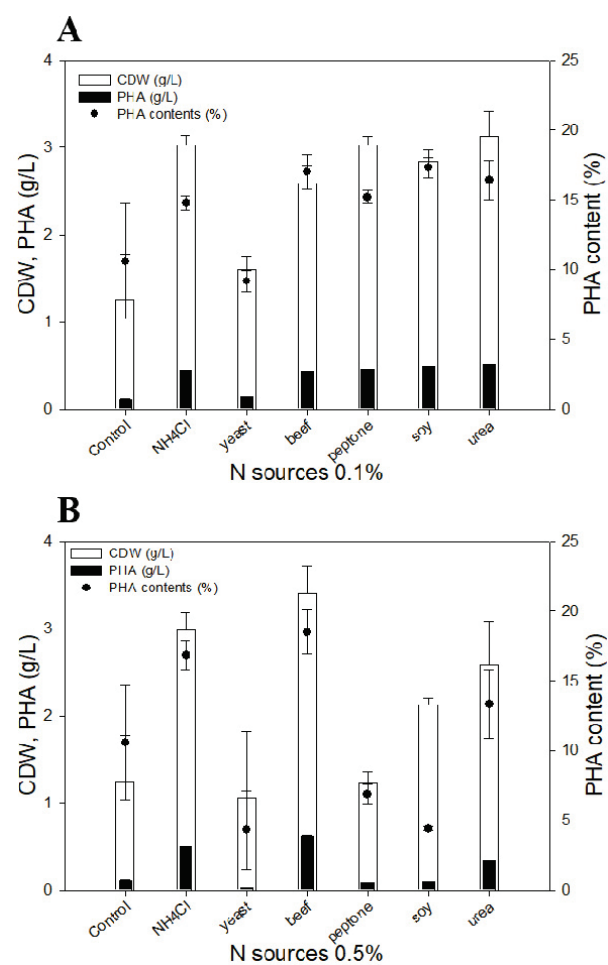 A
4
3
2
1
0
CDW, PHA (g/L)
CDW (g/L)
PHA (g/L)
PHA contents (%)
25
20
15
10
5
0
PHA content (%)
Control
NH4Cl
yeast
beef
peptone
soy
urea
N sources 0.1%
B
4
3
2
1
0
CDW, PHA (g/L)
CDW (g/L)
PHA (g/L)
PHA contents (%)
25
20
15
10
5
0
PHA content (%)
Control
NH4Cl
yeast
beef
peptone
soy
urea
N sources 0.5%